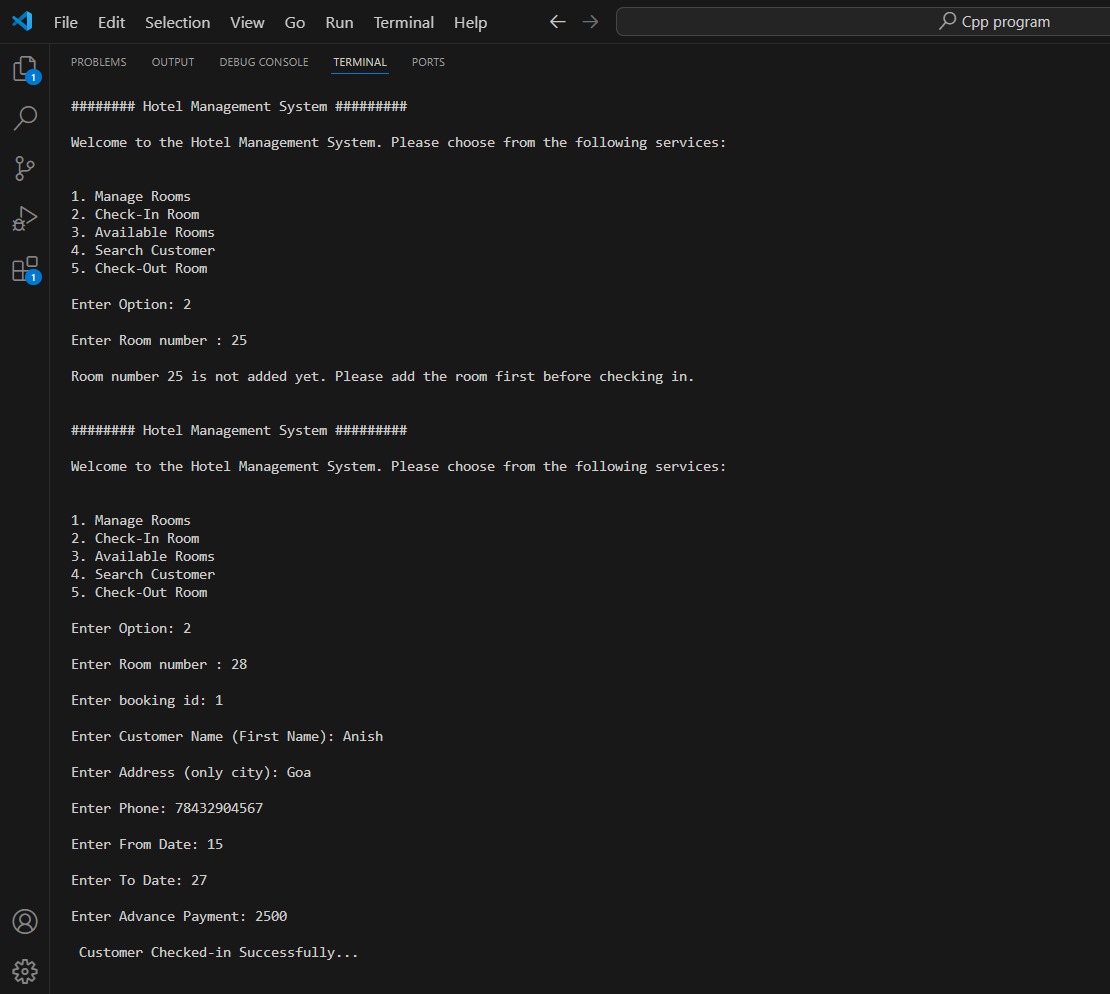 File Edit Selection View Go Run Terminal Help Cpp program
PROBLEMS OUTPUT DEBUG CONSOLE TERMINAL PORTS
######## Hotel Management System #########
Welcome to the Hotel Management System. Please choose from the following services:
1. Manage Rooms
2. Check-In Room
3. Available Rooms
4. Search Customer
5. Check-Out Room
Enter Option: 2
Enter Room number : 25
Room number 25 is not added yet. Please add the room first before checking in.
######## Hotel Management System #########
Welcome to the Hotel Management System. Please choose from the following services:
1. Manage Rooms
2. Check-In Room
3. Available Rooms
4. Search Customer
5. Check-Out Room
Enter Option: 2
Enter Room number : 28
Enter booking id: 1
Enter Customer Name (First Name): Anish
Enter Address (only city): Goa
Enter Phone: 78432904567
Enter From Date: 15
Enter To Date: 27
Enter Advance Payment: 2500
Customer Checked-in Successfully...
1
1